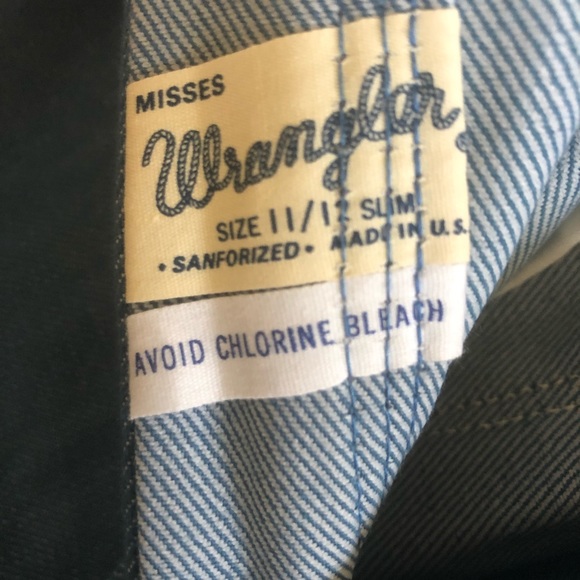 MISSES
Wrangler
SIZE 11/12 SLIM
• SANFORIZED • MADE IN U.S.
AVOID CHLORINE BLEACH